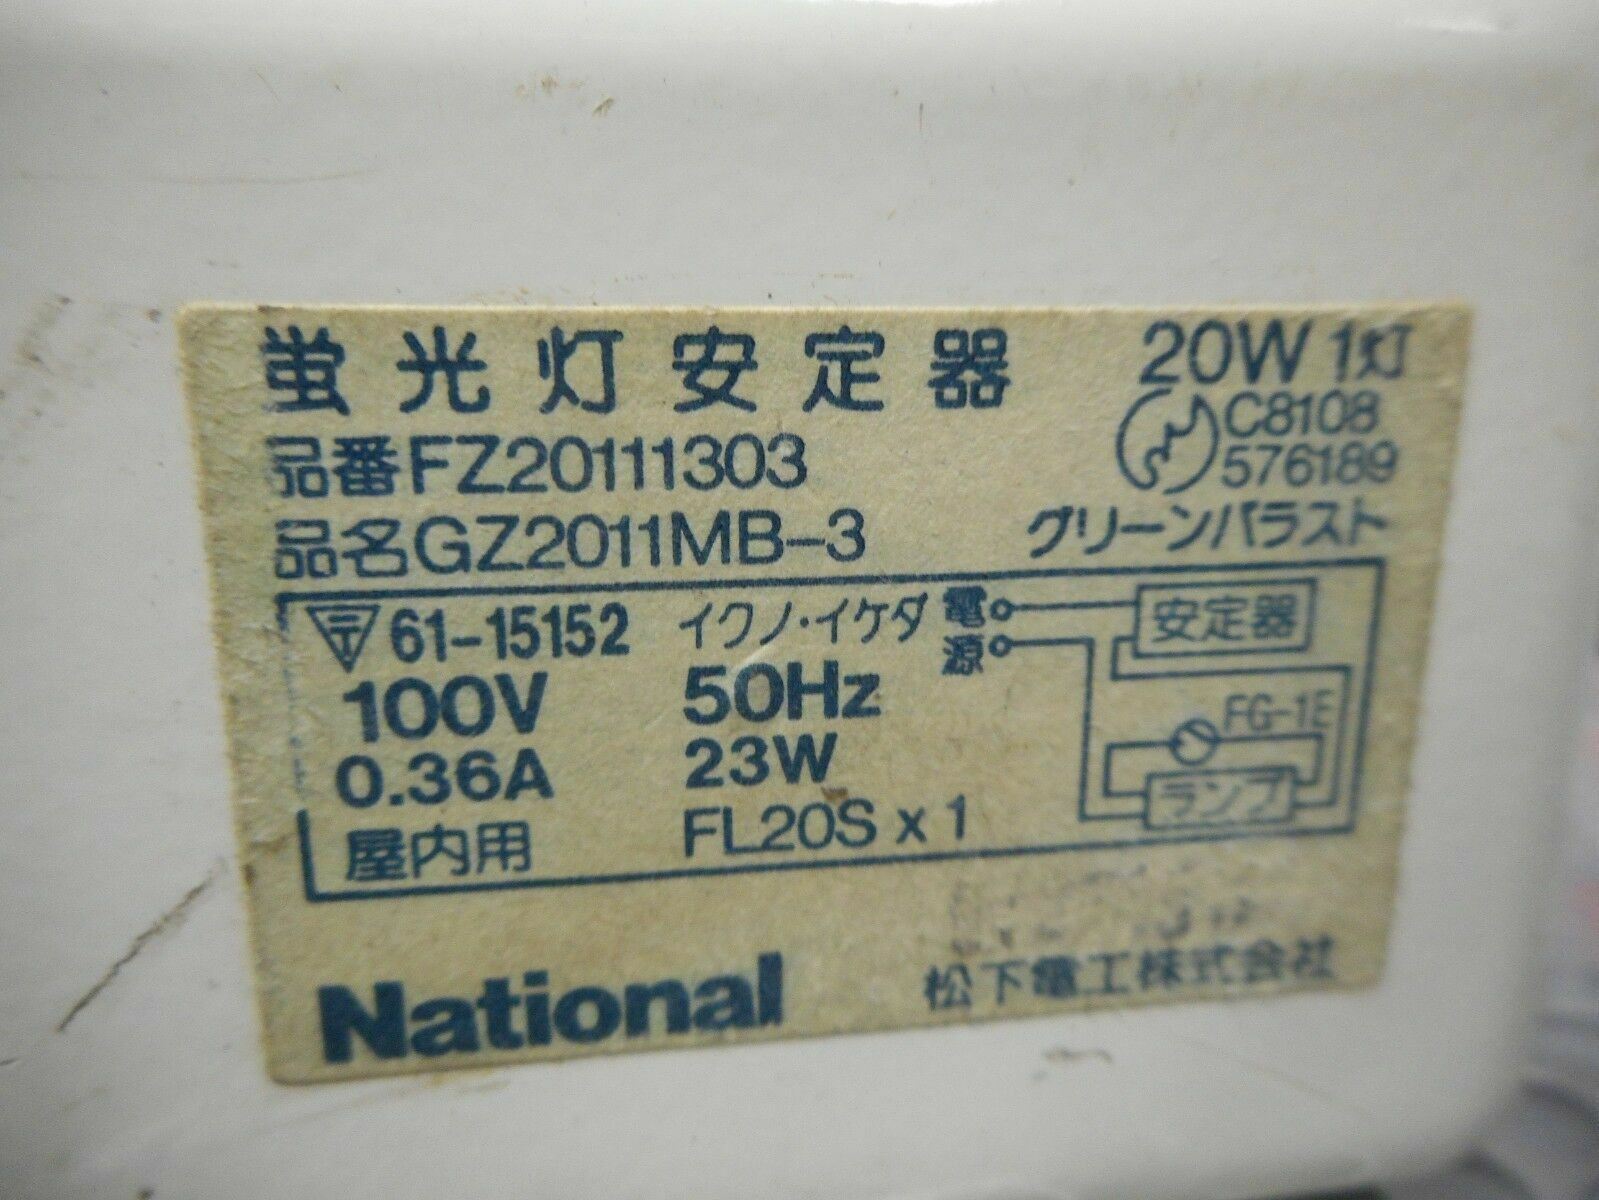 蛍光灯安定器 20W 1灯
品番FZ20111303 C8108
576189
品名GZ2011MB-3 グリーンバラスト
テ 61-15152 イクノ・イケダ
100V 50Hz
0.36A 23W
屋内用 FL20S x 1
電源
安定器
FG-1E
ランプ
National 松下電工株式会社